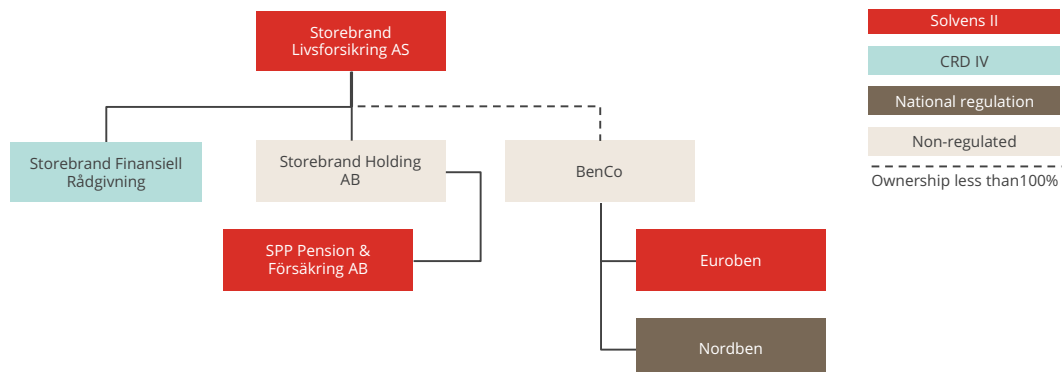 Storebrand
Livsforsikring AS
Solvens II
CRD IV
National regulation
Non-regulated
Ownership less than100%
Storebrand Finansiell
Rådgivning
Storebrand Holding
AB
BenCo
SPP Pension &
Försäkring AB
Euroben
Nordben